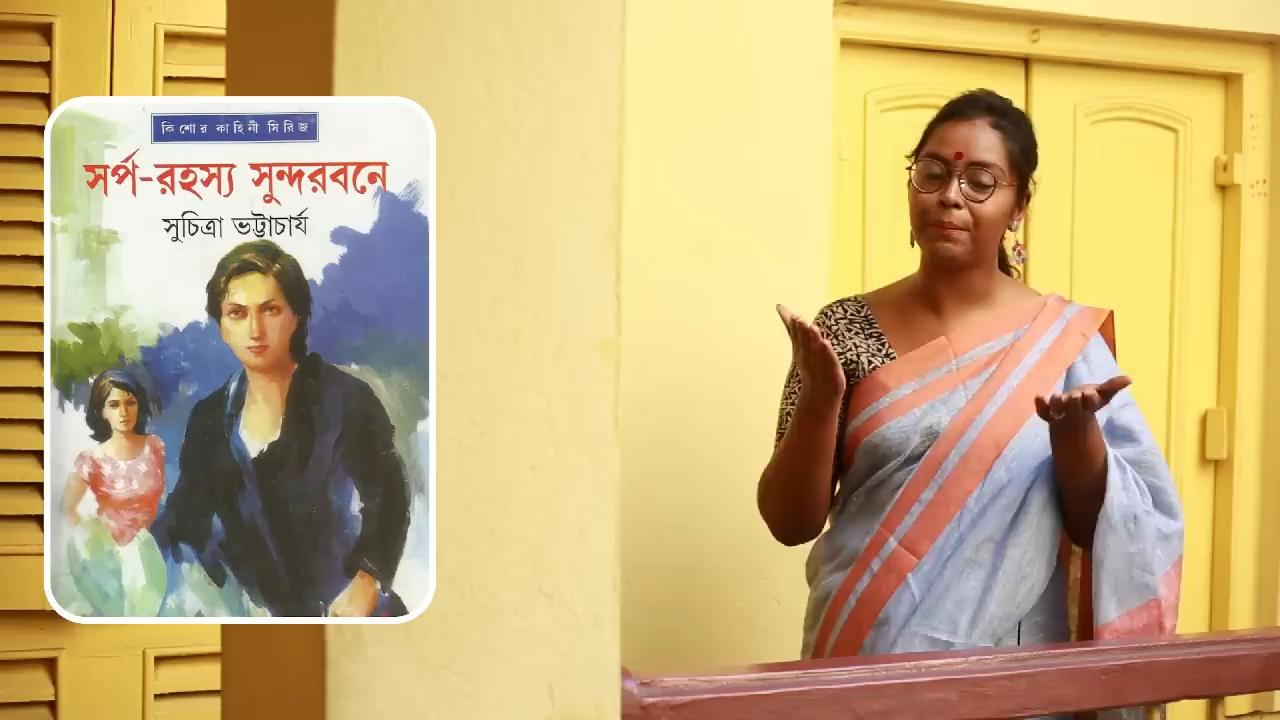 কিশোর কাহিনী সিরিজ
সর্প-রহস্য সুন্দরবনে
সুচিত্রা ভট্টাচার্য